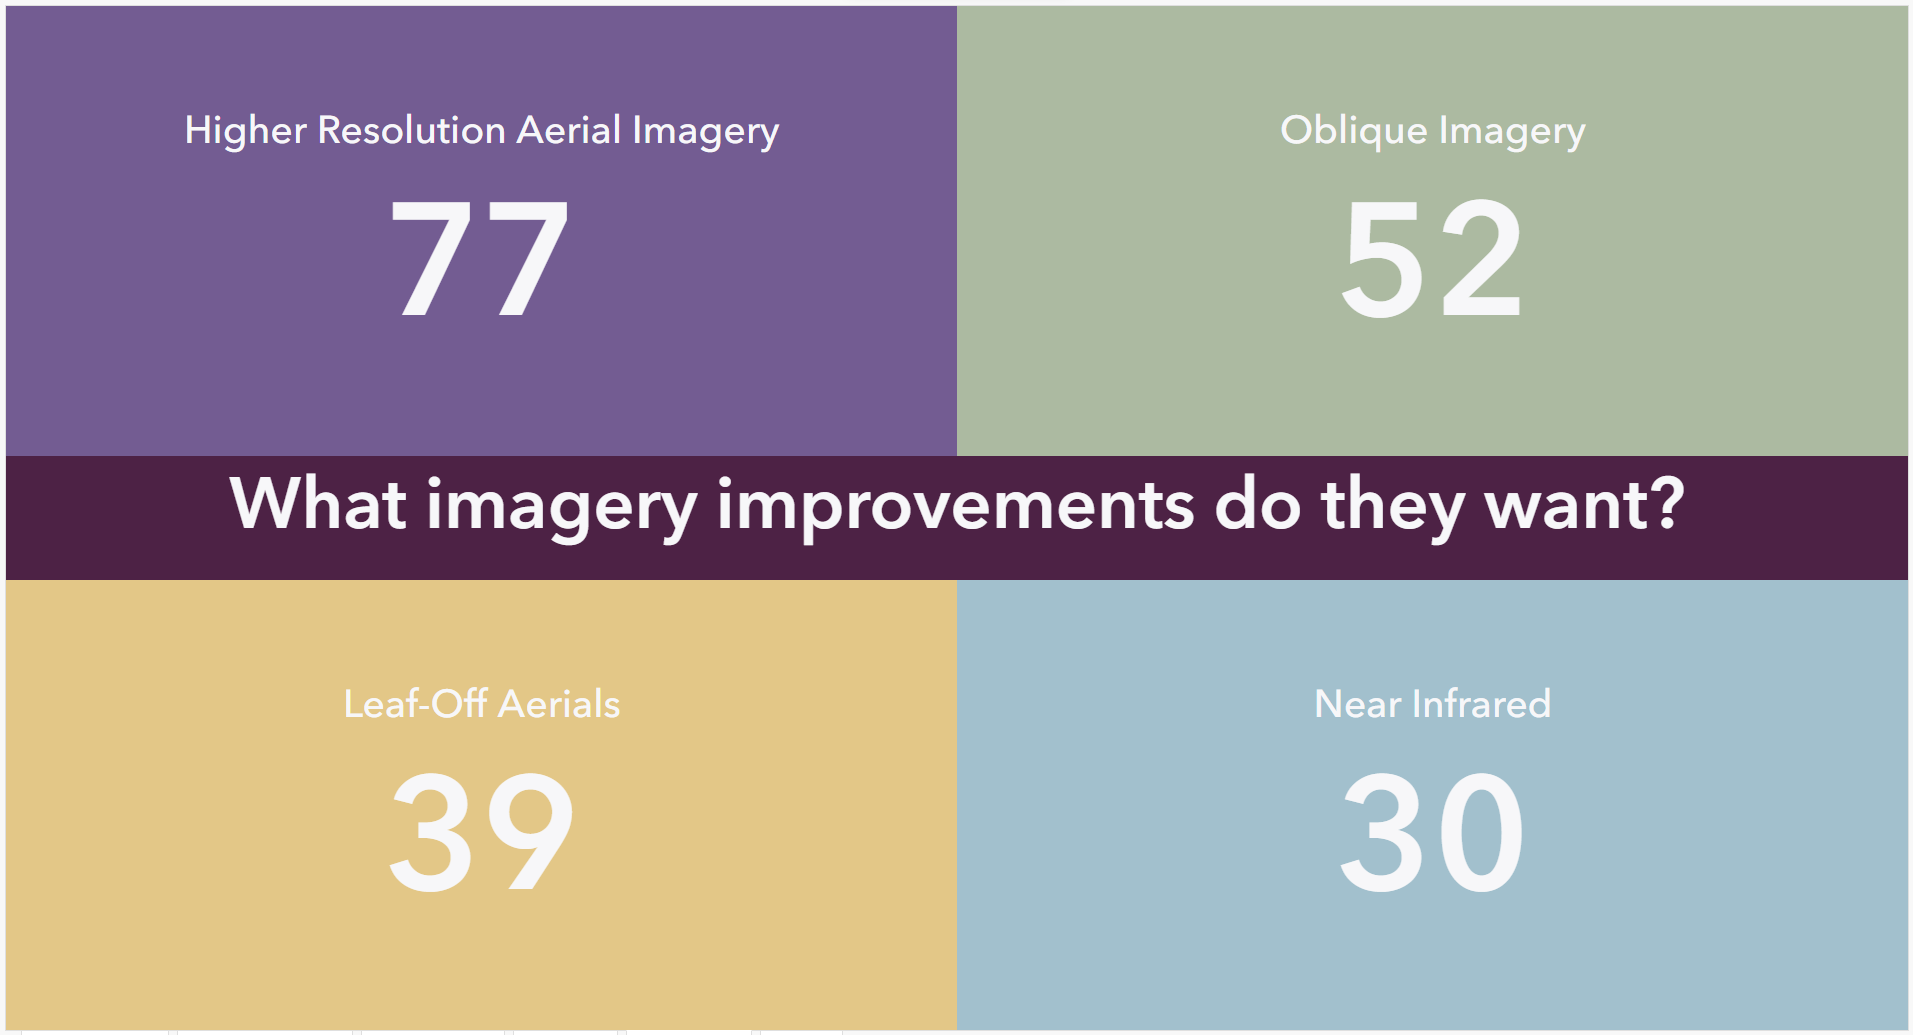 Higher Resolution Aerial Imagery
77
Oblique Imagery
52
What imagery improvements do they want?
Leaf-Off Aerials
39
Near Infrared
30